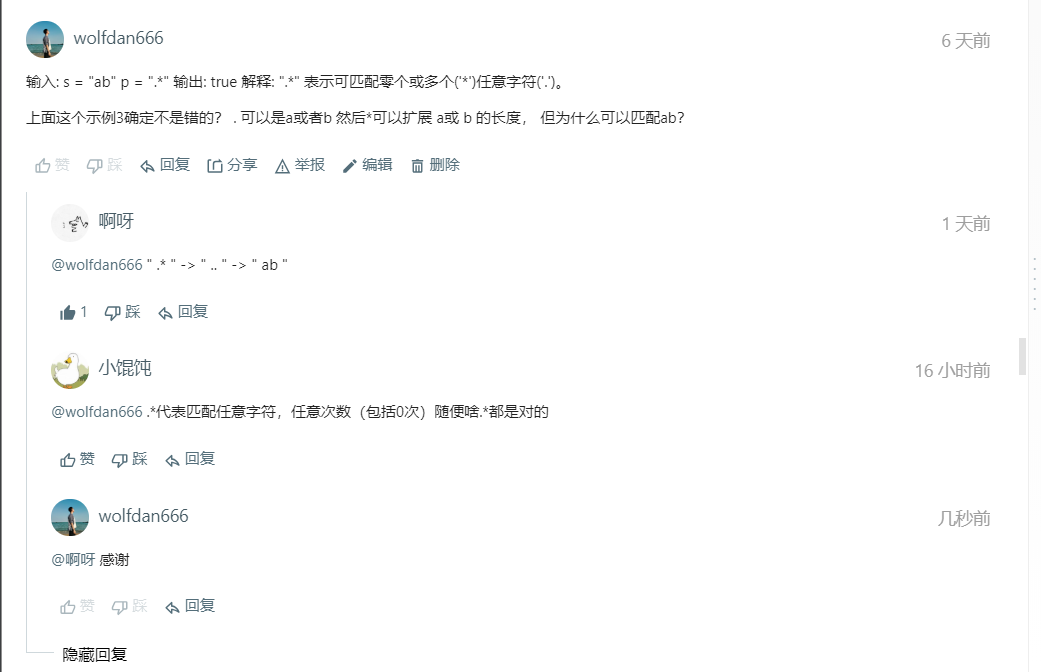 wolfdan666 6 天前
输入: s = "ab" p = ".*" 输出: true 解释: ".*" 表示可匹配零个或多个('*')任意字符('.')。
上面这个示例3确定不是错的？ . 可以是a或者b 然后*可以扩展 a或 b 的长度， 但为什么可以匹配ab？
赞 踩 回复 分享 举报 编辑 删除
啊呀 1 天前
@wolfdan666 " .* " -> " .. " -> " ab "
1 踩 回复
小馄饨 16 小时前
@wolfdan666 .*代表匹配任意字符，任意次数（包括0次）随便啥.*都是对的
赞 踩 回复
wolfdan666 几秒前
@啊呀 感谢
赞 踩 回复
隐藏回复